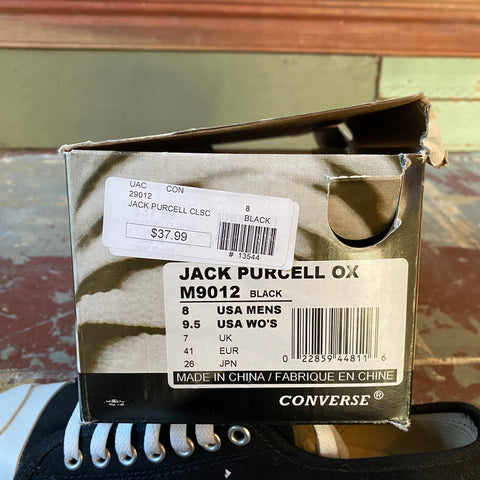 UAC CON
29012 8
JACK PURCELL CLSC BLACK
$37.99
# 13544
JACK PURCELL OX
M9012 BLACK
8 USA MENS
9.5 USA WO'S
7 UK
41 EUR
26 JPN
0 22859 44811 6
MADE IN CHINA / FABRIQUE EN CHINE
CONVERSE®